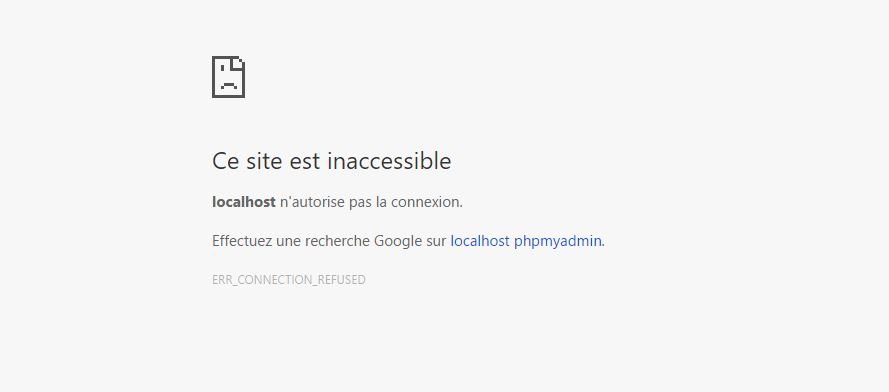 Ce site est inaccessible
localhost n'autorise pas la connexion.
Effectuez une recherche Google sur localhost phpmyadmin.
ERR_CONNECTION_REFUSED